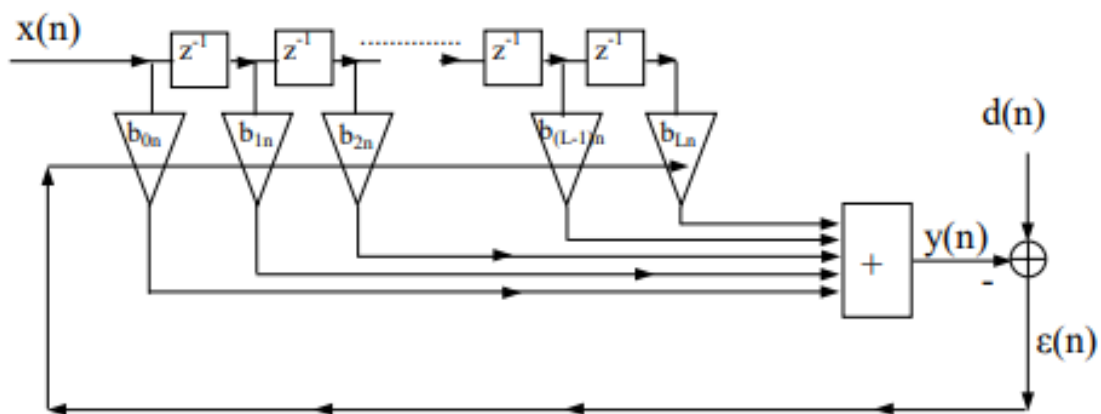 x(n)
z⁻¹ z⁻¹ z⁻¹ z⁻¹
b₀ₙ b₁ₙ b₂ₙ b₍L₋₁₎ₙ bLₙ
d(n)
+ y(n)
-
ε(n)